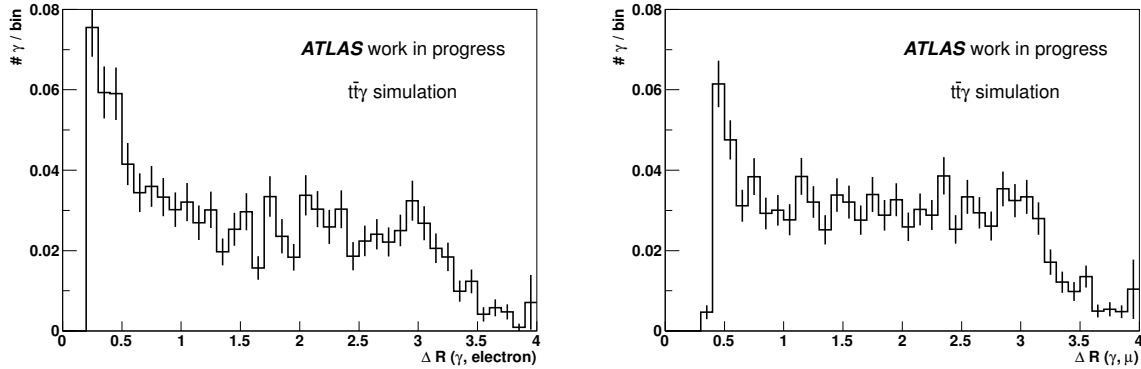 # γ / bin
0.08
0.06
0.04
0.02
0
ATLAS work in progress
tt̄γ simulation
0 0.5 1 1.5 2 2.5 3 3.5 4
Δ R (γ, electron)
# γ / bin
0.08
0.06
0.04
0.02
0
ATLAS work in progress
tt̄γ simulation
0 0.5 1 1.5 2 2.5 3 3.5 4
Δ R (γ, μ)